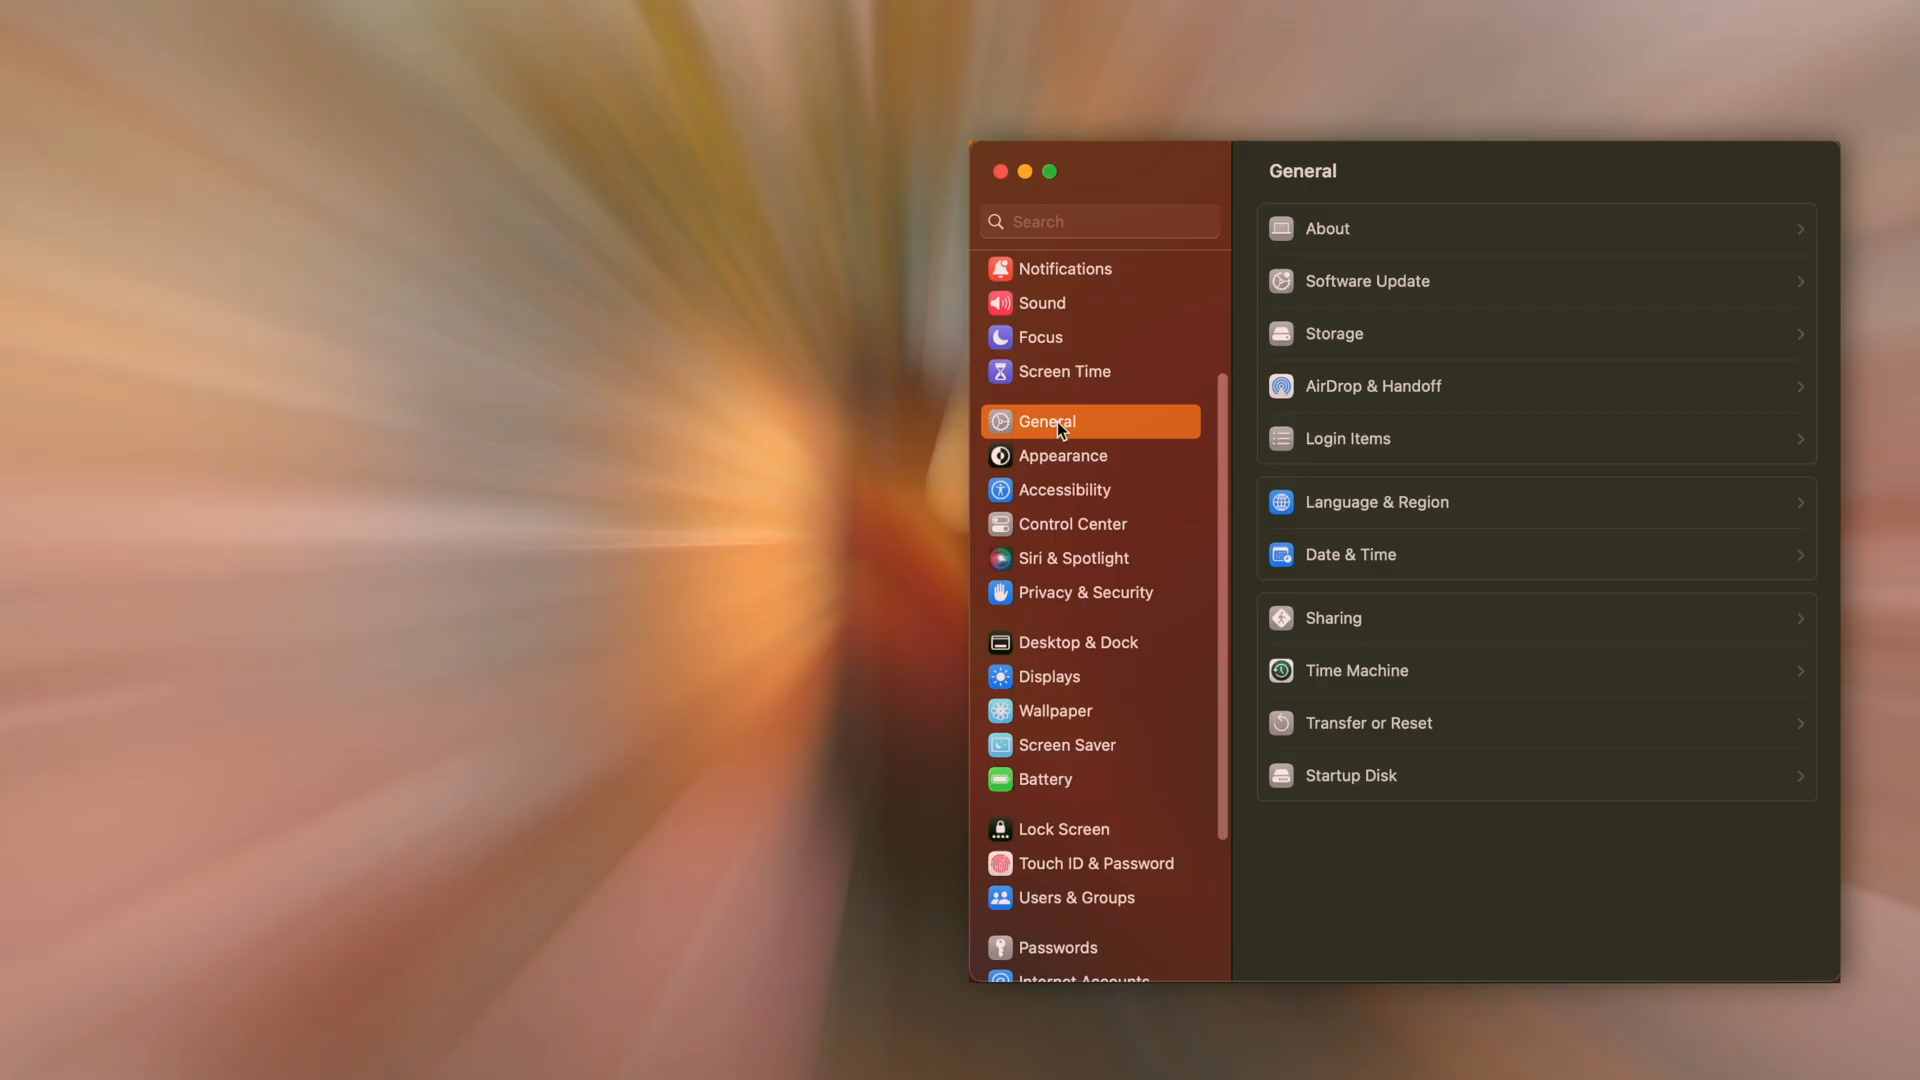 General
Search
Notifications
Sound
Focus
Screen Time
General
Appearance
Accessibility
Control Center
Siri & Spotlight
Privacy & Security
Desktop & Dock
Displays
Wallpaper
Screen Saver
Battery
Lock Screen
Touch ID & Password
Users & Groups
Passwords
Internet Accounts
About
Software Update
Storage
AirDrop & Handoff
Login Items
Language & Region
Date & Time
Sharing
Time Machine
Transfer or Reset
Startup Disk